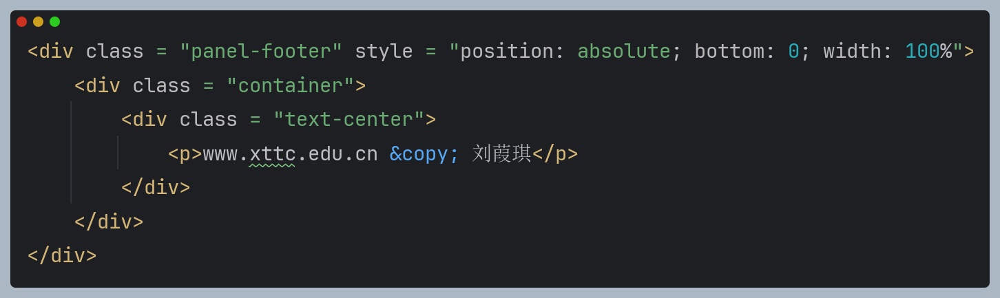 <div class = "panel-footer" style = "position: absolute; bottom: 0; width: 100%">
<div class = "container">
<div class = "text-center">
<p>www.xttc.edu.cn &copy; 刘葭琪</p>
</div>
</div>
</div>